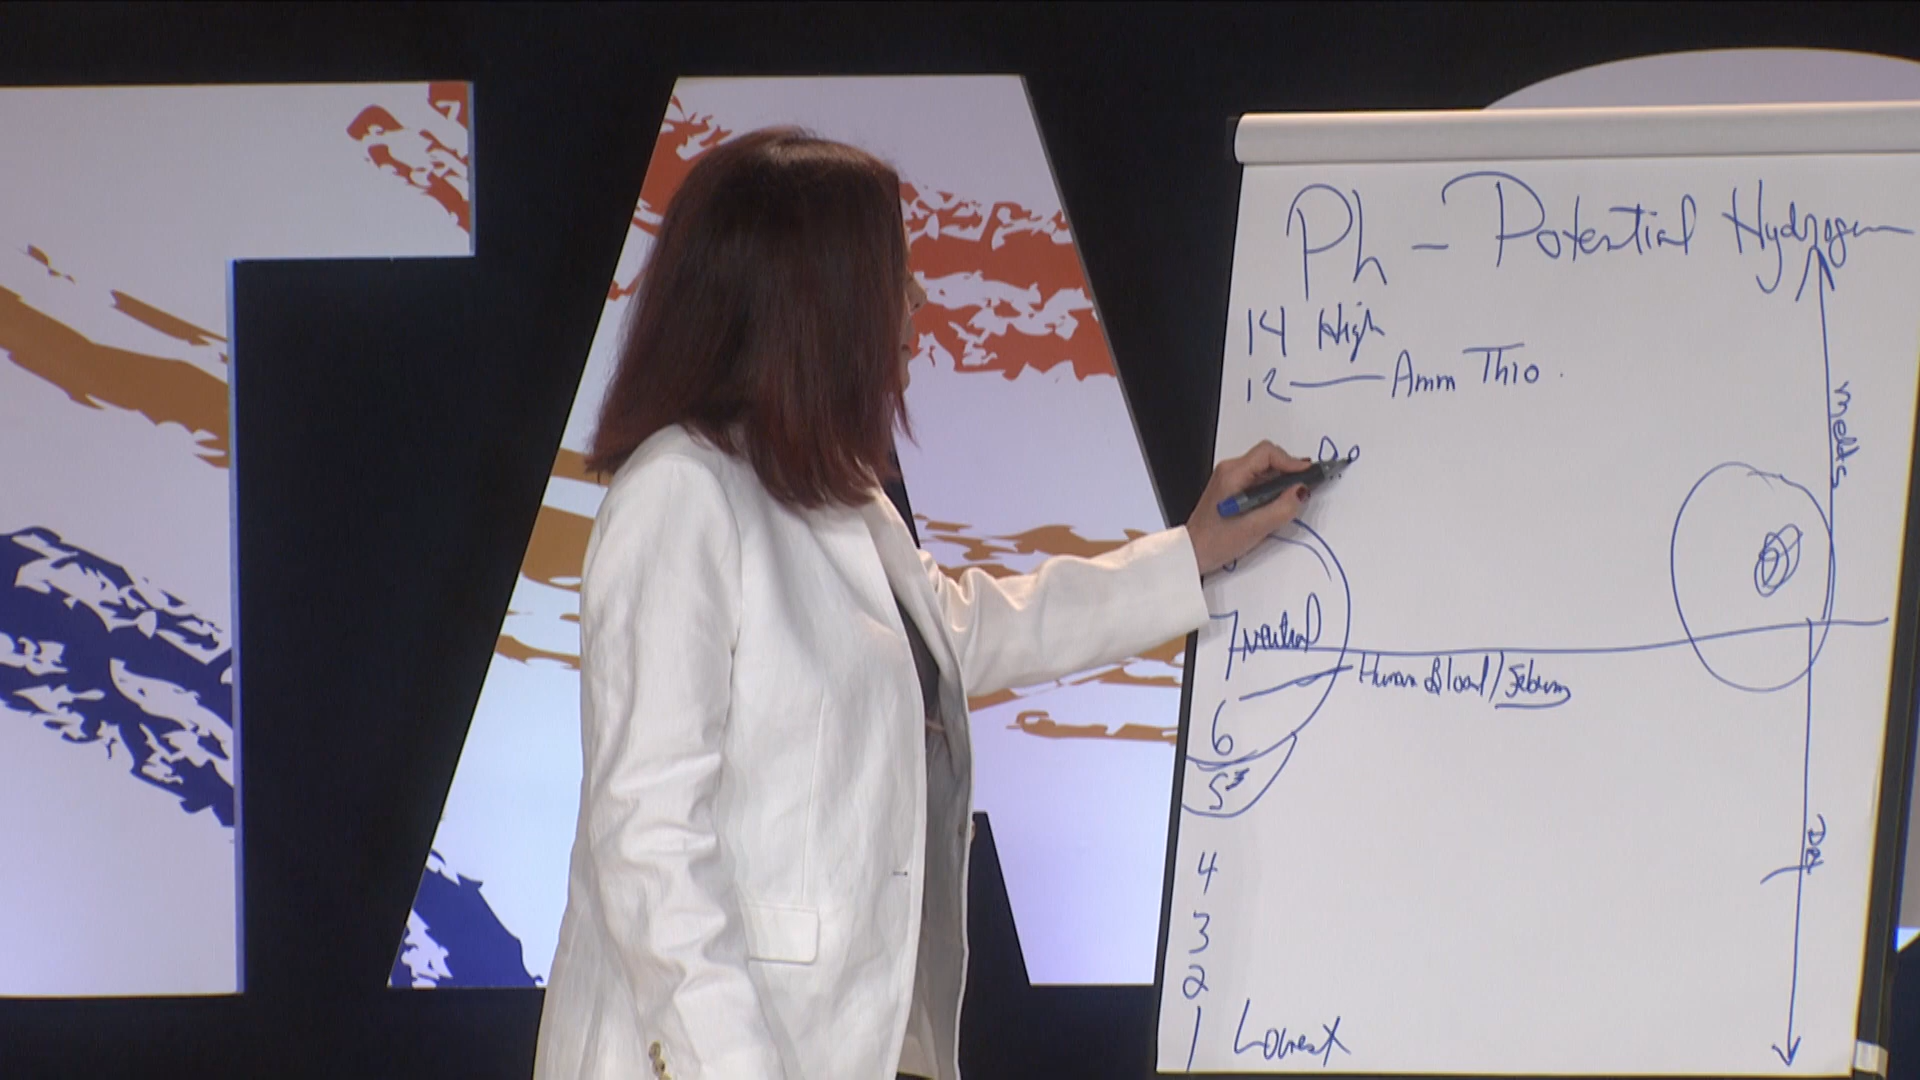 Ph - Potential Hydrogen
14 High
12 — Amm Thio.
melts
7 Neutral
Human Blood/Sebum
6
5
4
3
2
1 Lowest